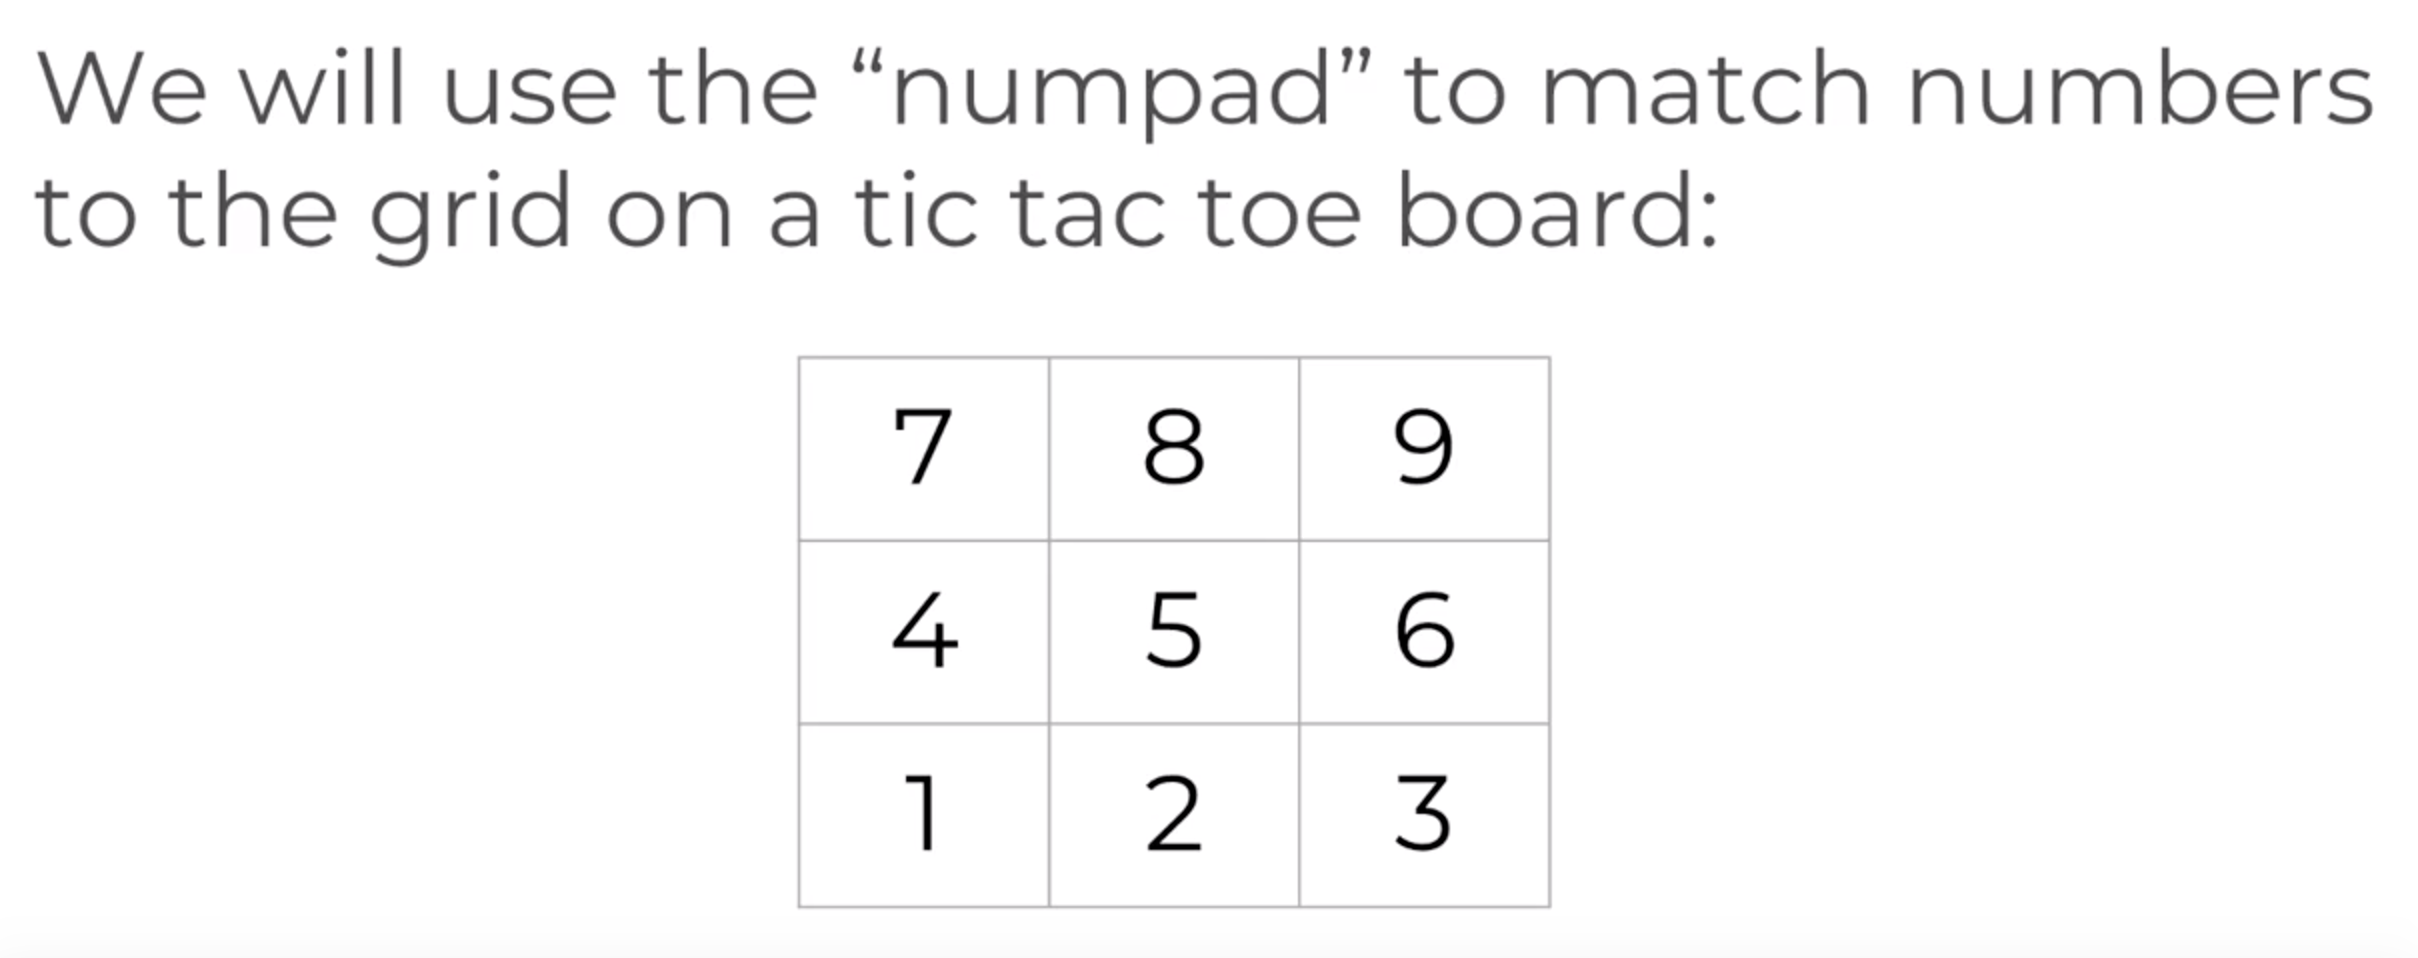 We will use the “numpad” to match numbers
to the grid on a tic tac toe board:
7 8 9
4 5 6
1 2 3